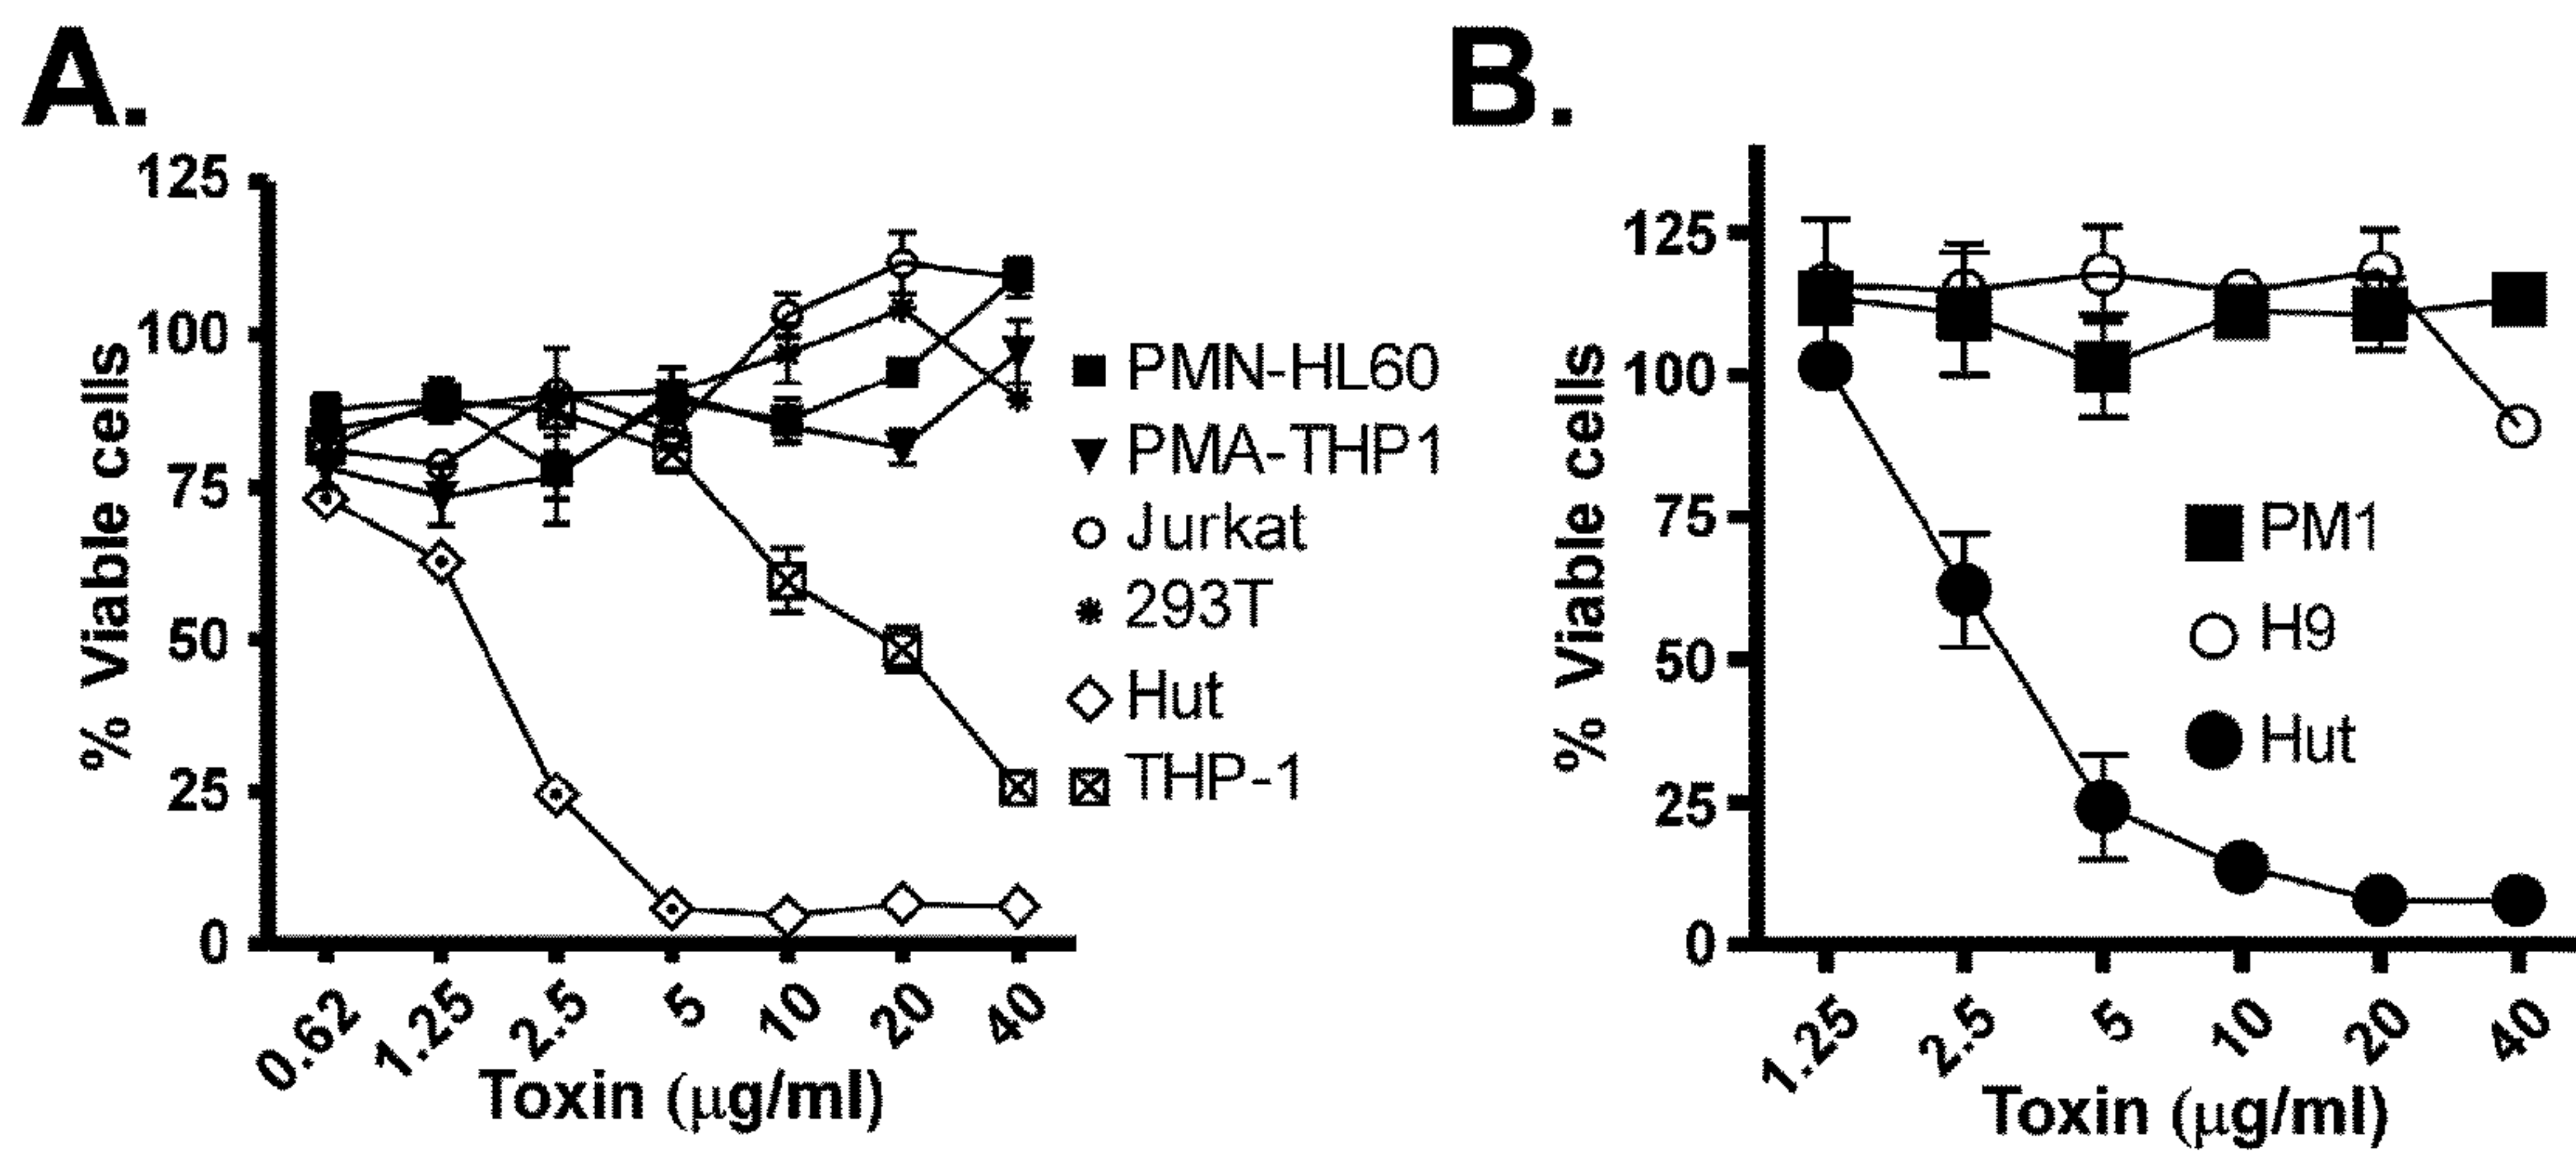 A.
125
100
75
50
25
0
% Viable cells
0.62
1.25
2.5
5
10
20
40
Toxin (μg/ml)
PMN-HL60
PMA-THP1
Jurkat
293T
Hut
THP-1
B.
125
100
75
50
25
0
% Viable cells
1.25
2.5
5
10
20
40
Toxin (μg/ml)
PM1
H9
Hut